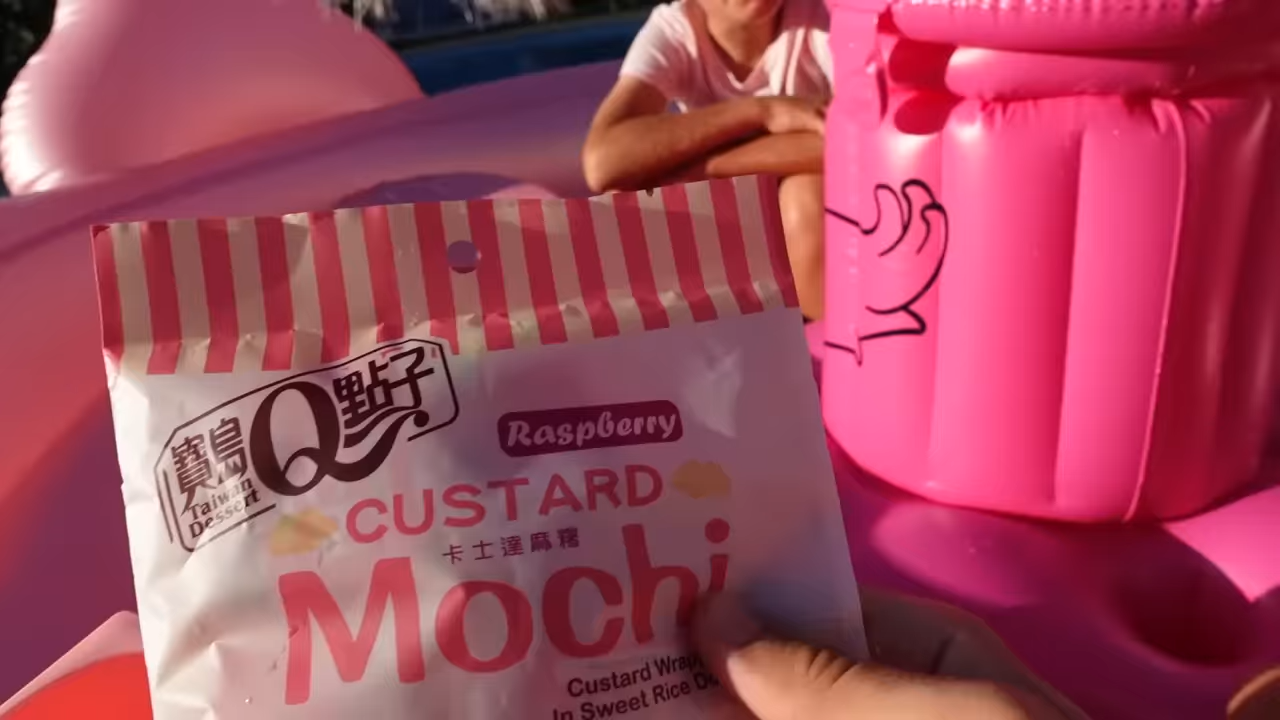 寶島Q點子
Taiwan
Dessert
Raspberry
CUSTARD
卡士達麻糬
Mochi
Custard
In Sweet Rice